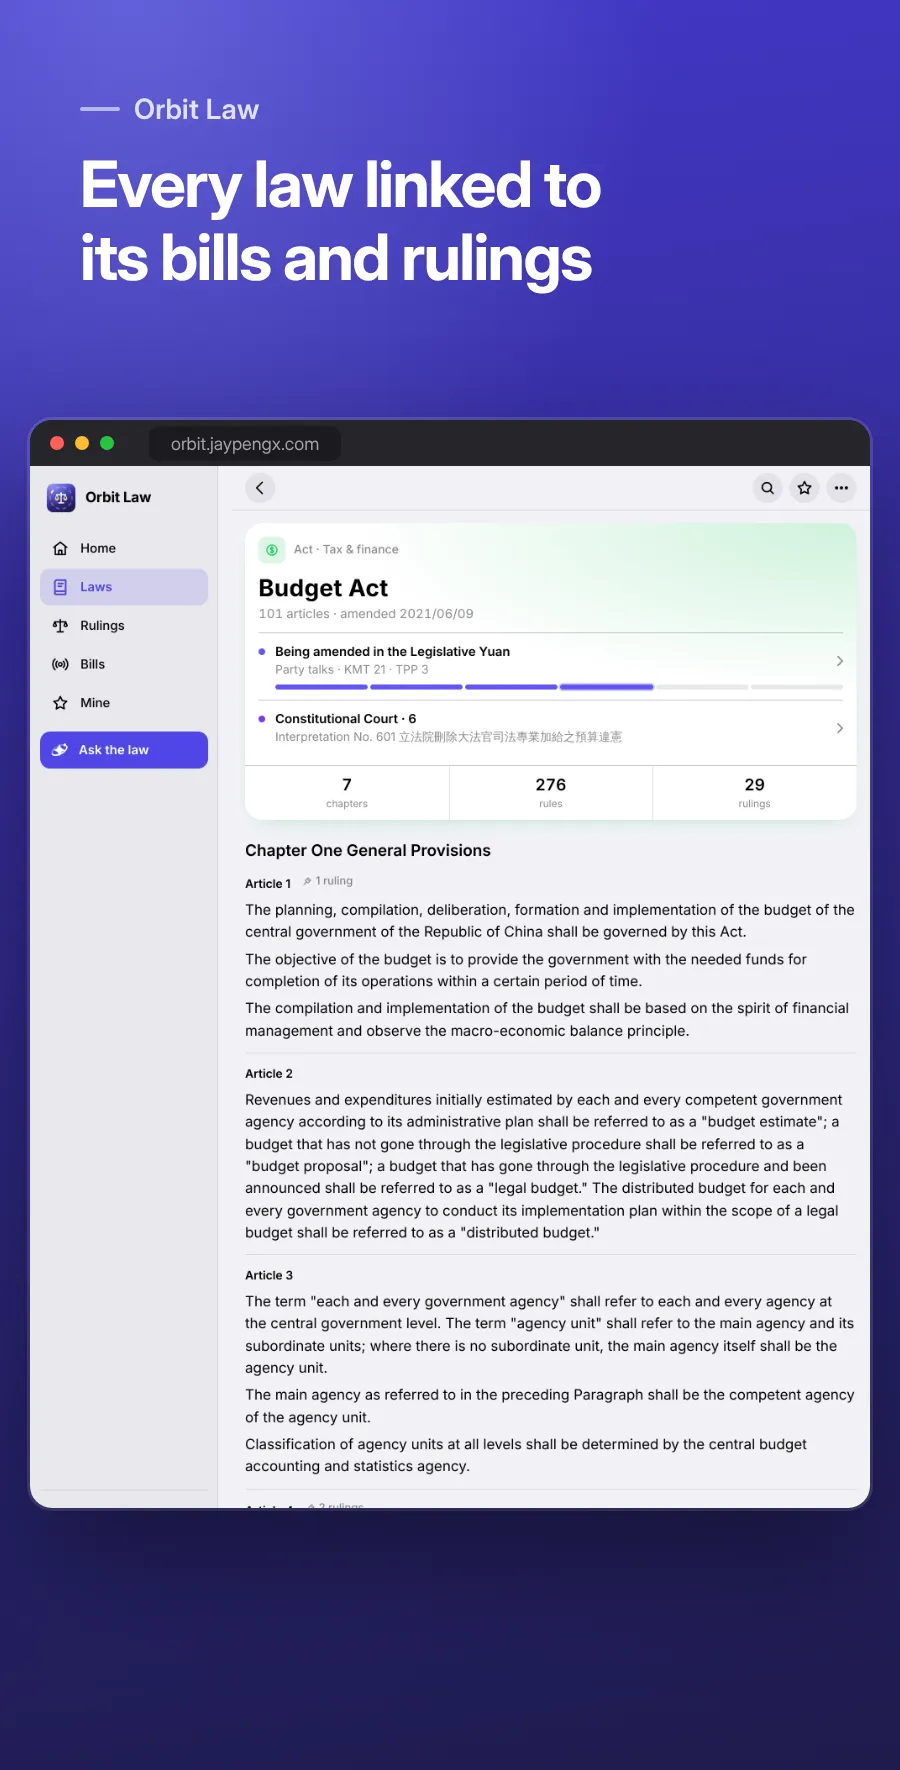 Orbit Law
Every law linked to
its bills and rulings
orbit.jaypengx.com
Orbit Law
Home
Laws
Rulings
Bills
Mine
Ask the law
Act · Tax & finance
Budget Act
101 articles · amended 2021/06/09
Being amended in the Legislative Yuan
Party talks · KMT 21 · TPP 3
Constitutional Court · 6
Interpretation No. 601 立法院刪除大法官司法專業加給之預算違憲
7
chapters
276
rules
29
rulings
Chapter One General Provisions
Article 1 1 ruling
The planning, compilation, deliberation, formation and implementation of the budget of the
central government of the Republic of China shall be governed by this Act.
The objective of the budget is to provide the government with the needed funds for
completion of its operations within a certain period of time.
The compilation and implementation of the budget shall be based on the spirit of financial
management and observe the macro-economic balance principle.
Article 2
Revenues and expenditures initially estimated by each and every competent government
agency according to its administrative plan shall be referred to as a "budget estimate"; a
budget that has not gone through the legislative procedure shall be referred to as a
"budget proposal"; a budget that has gone through the legislative procedure and been
announced shall be referred to as a "legal budget." The distributed budget for each and
every government agency to conduct its implementation plan within the scope of a legal
budget shall be referred to as a "distributed budget."
Article 3
The term "each and every government agency" shall refer to each and every agency at
the central government level. The term "agency unit" shall refer to the main agency and its
subordinate units; where there is no subordinate unit, the main agency itself shall be the
agency unit.
The main agency as referred to in the preceding Paragraph shall be the competent agency
of the agency unit.
Classification of agency units at all levels shall be determined by the central budget
accounting and statistics agency.